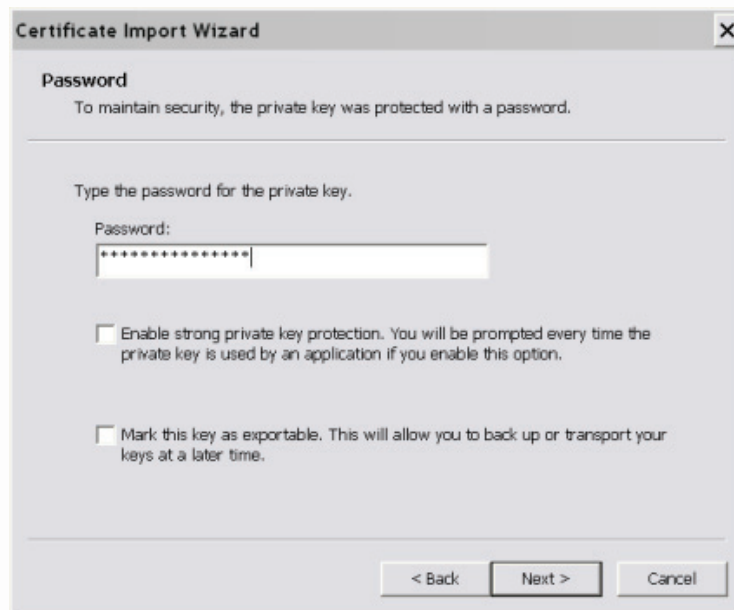 Certificate Import Wizard
Password
To maintain security, the private key was protected with a password.
Type the password for the private key.
Password:
***************
Enable strong private key protection. You will be prompted every time the
private key is used by an application if you enable this option.
Mark this key as exportable. This will allow you to back up or transport your
keys at a later time.
< Back Next > Cancel